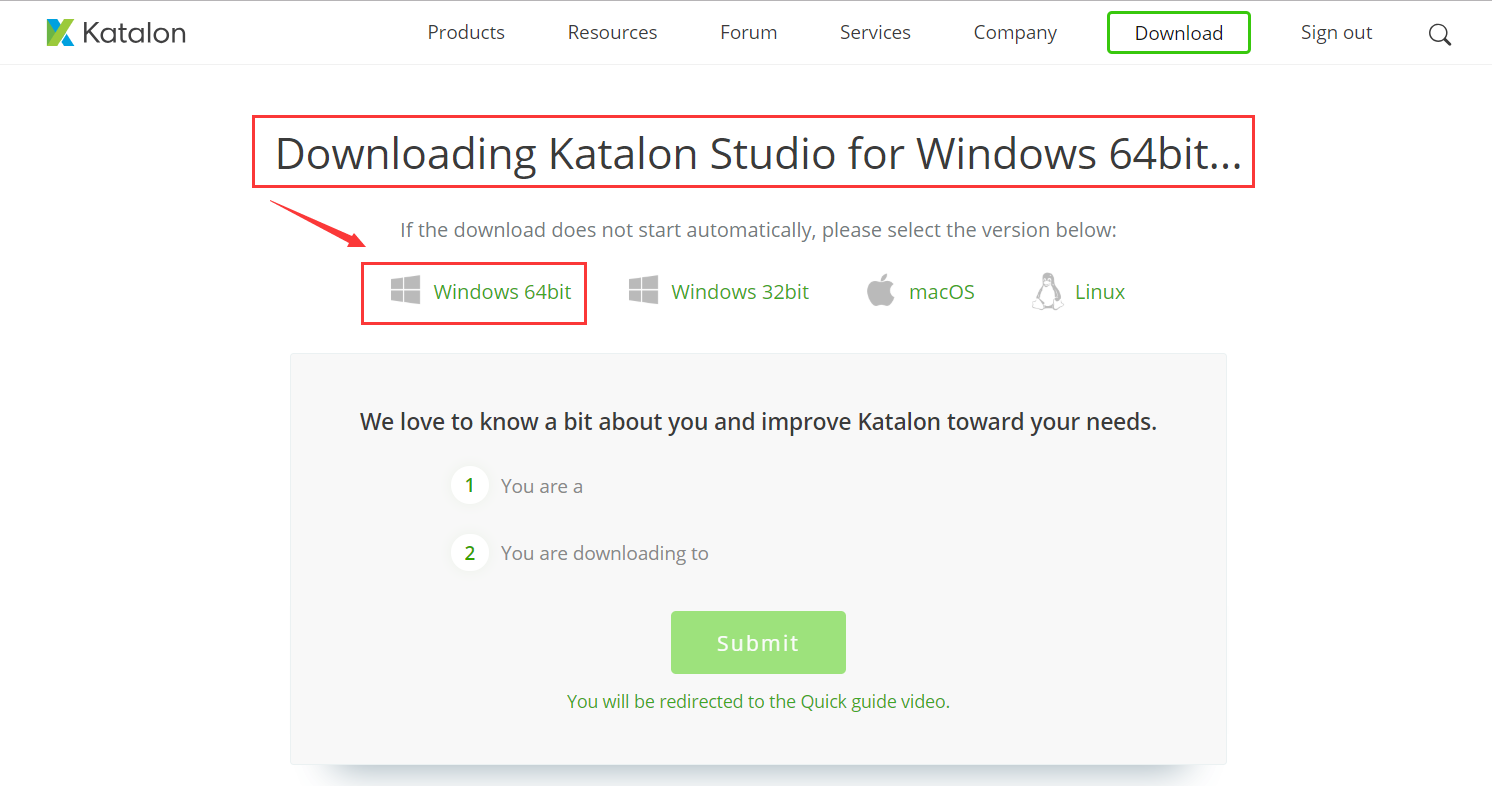 Katalon
Products Resources Forum Services Company Download Sign out
Downloading Katalon Studio for Windows 64bit...
If the download does not start automatically, please select the version below:
Windows 64bit Windows 32bit macOS Linux
We love to know a bit about you and improve Katalon toward your needs.
1 You are a
2 You are downloading to
Submit
You will be redirected to the Quick guide video.